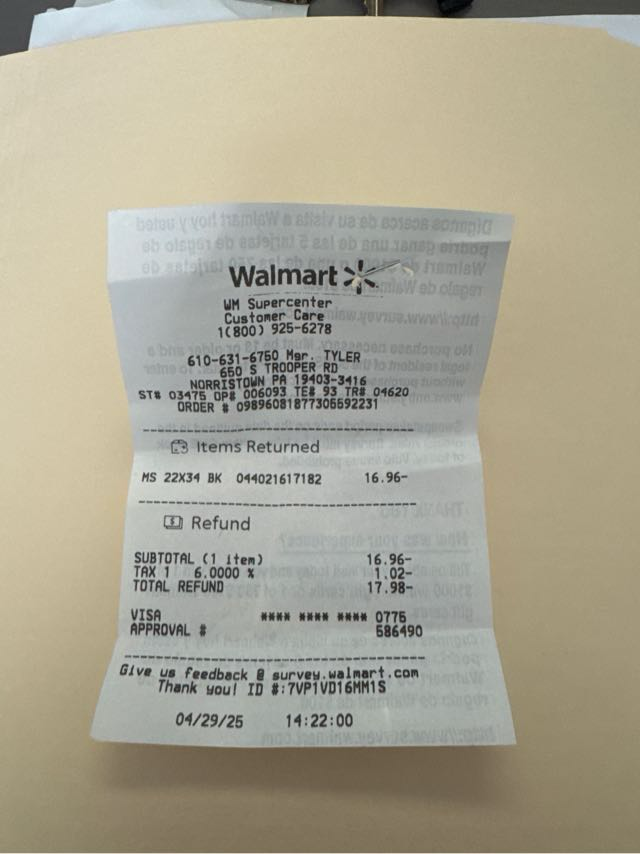 Walmart
WM Supercenter
Customer Care
1(800) 925-6278
610-631-6750 Mgr. TYLER
650 S TROOPER RD
NORRISTOWN PA 19403-3416
ST# 03475 OP# 006093 TE# 93 TR# 04620
ORDER # 09896081877306592231
Items Returned
MS 22X34 BK 044021617182 16.96-
Refund
SUBTOTAL (1 item) 16.96-
TAX 1 6.0000 % 1.02-
TOTAL REFUND 17.98-
VISA **** **** **** 0775
APPROVAL # 586490
Give us feedback @ survey.walmart.com
Thank you! ID #:7VP1VD16MM1S
04/29/25 14:22:00